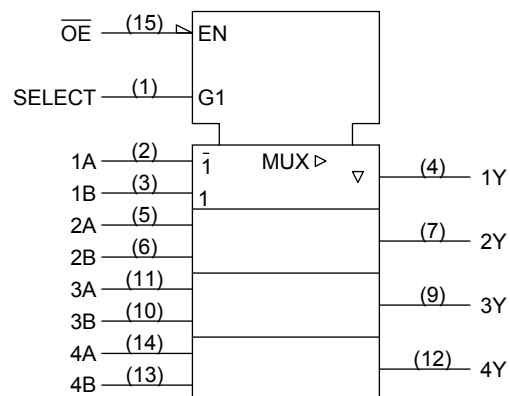 O̅E̅ (15) EN
SELECT (1) G1
1A (2) 1̅ MUX ▷ ▽ (4) 1Y
1B (3) 1
2A (5) (7) 2Y
2B (6)
3A (11) (9) 3Y
3B (10)
4A (14) (12) 4Y
4B (13)